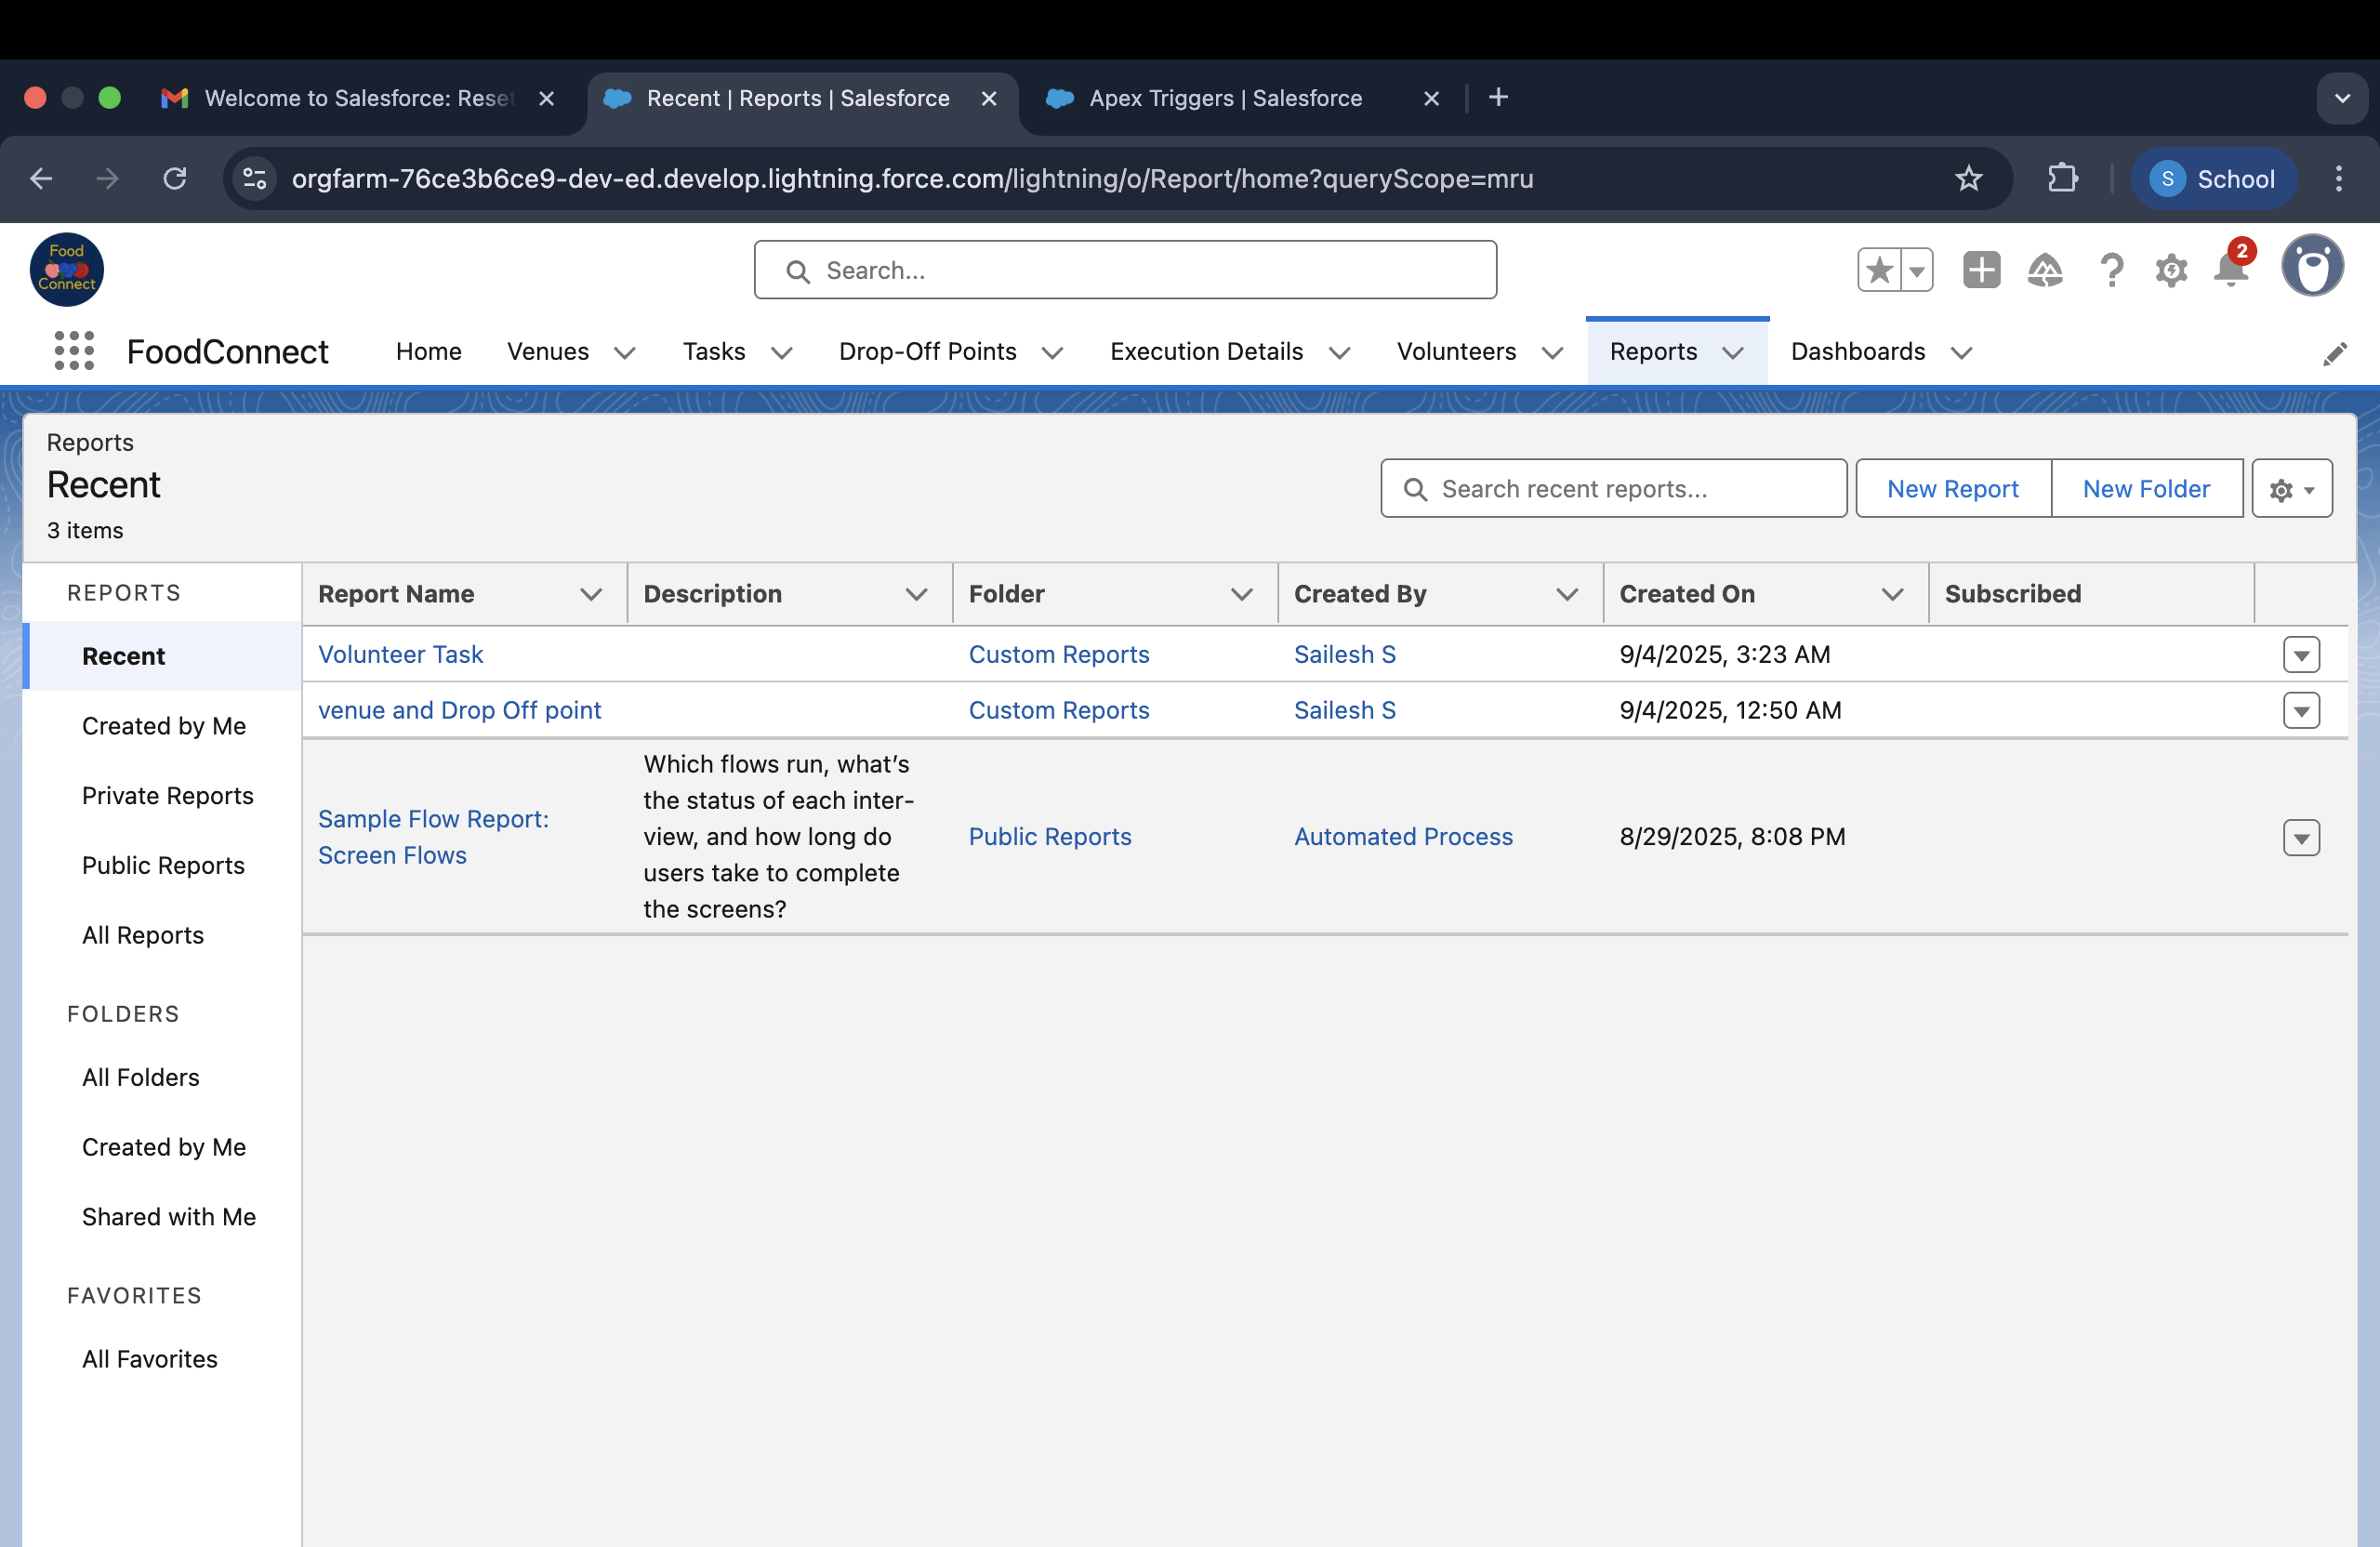 Welcome to Salesforce: Reset
Recent | Reports | Salesforce
Apex Triggers | Salesforce
orgfarm-76ce3b6ce9-dev-ed.develop.lightning.force.com/lightning/o/Report/home?queryScope=mru
S School
Food
Connect
Search...
2
FoodConnect Home Venues Tasks Drop-Off Points Execution Details Volunteers Reports Dashboards
Reports
Recent
3 items
Search recent reports...
New Report New Folder
REPORTS
Recent
Created by Me
Private Reports
Public Reports
All Reports
FOLDERS
All Folders
Created by Me
Shared with Me
FAVORITES
All Favorites
Report Name Description Folder Created By Created On Subscribed
Volunteer Task Custom Reports Sailesh S 9/4/2025, 3:23 AM
venue and Drop Off point Custom Reports Sailesh S 9/4/2025, 12:50 AM
Sample Flow Report:
Screen Flows
Which flows run, what’s
the status of each inter-
view, and how long do
users take to complete
the screens?
Public Reports Automated Process 8/29/2025, 8:08 PM